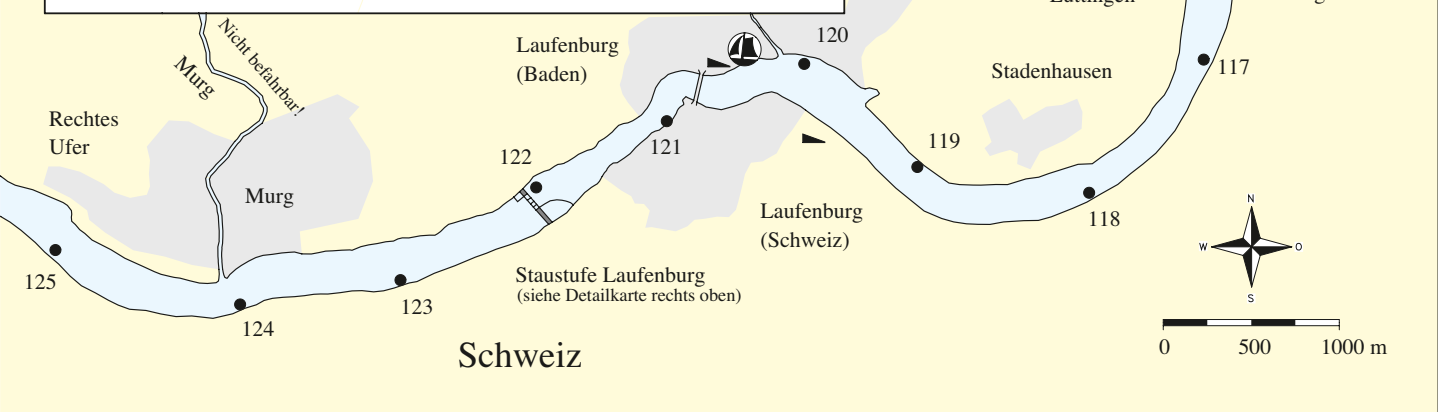 120
Laufenburg
(Baden)
Nicht befahrbar!
Murg
Stadenhausen
117
Rechtes
Ufer
119
121
122
Murg
Laufenburg
(Schweiz)
118
N
W
O
S
125
Staustufe Laufenburg
(siehe Detailkarte rechts oben)
123
124
Schweiz
0 500 1000 m